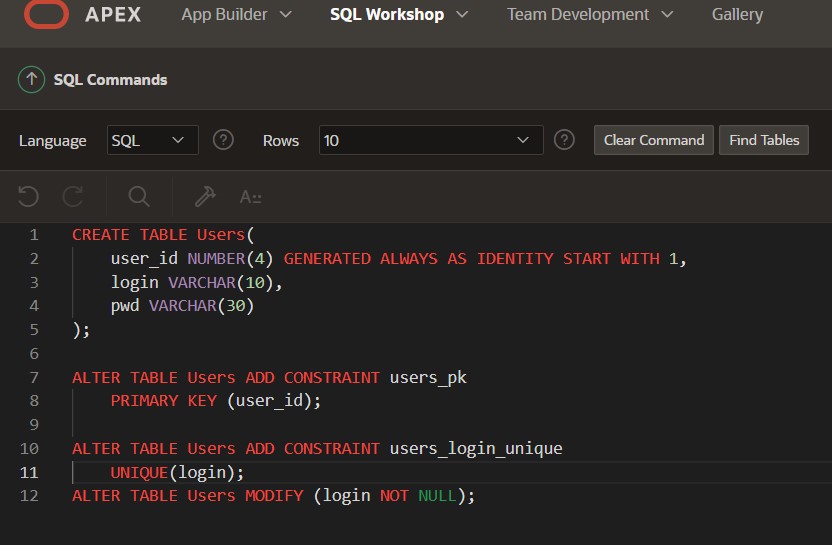 APEX App Builder SQL Workshop Team Development Gallery
SQL Commands
Language SQL ? Rows 10 ? Clear Command Find Tables
A::
1 CREATE TABLE Users(
2 user_id NUMBER(4) GENERATED ALWAYS AS IDENTITY START WITH 1,
3 login VARCHAR(10),
4 pwd VARCHAR(30)
5 );
6
7 ALTER TABLE Users ADD CONSTRAINT users_pk
8 PRIMARY KEY (user_id);
9
10 ALTER TABLE Users ADD CONSTRAINT users_login_unique
11 UNIQUE(login);
12 ALTER TABLE Users MODIFY (login NOT NULL);